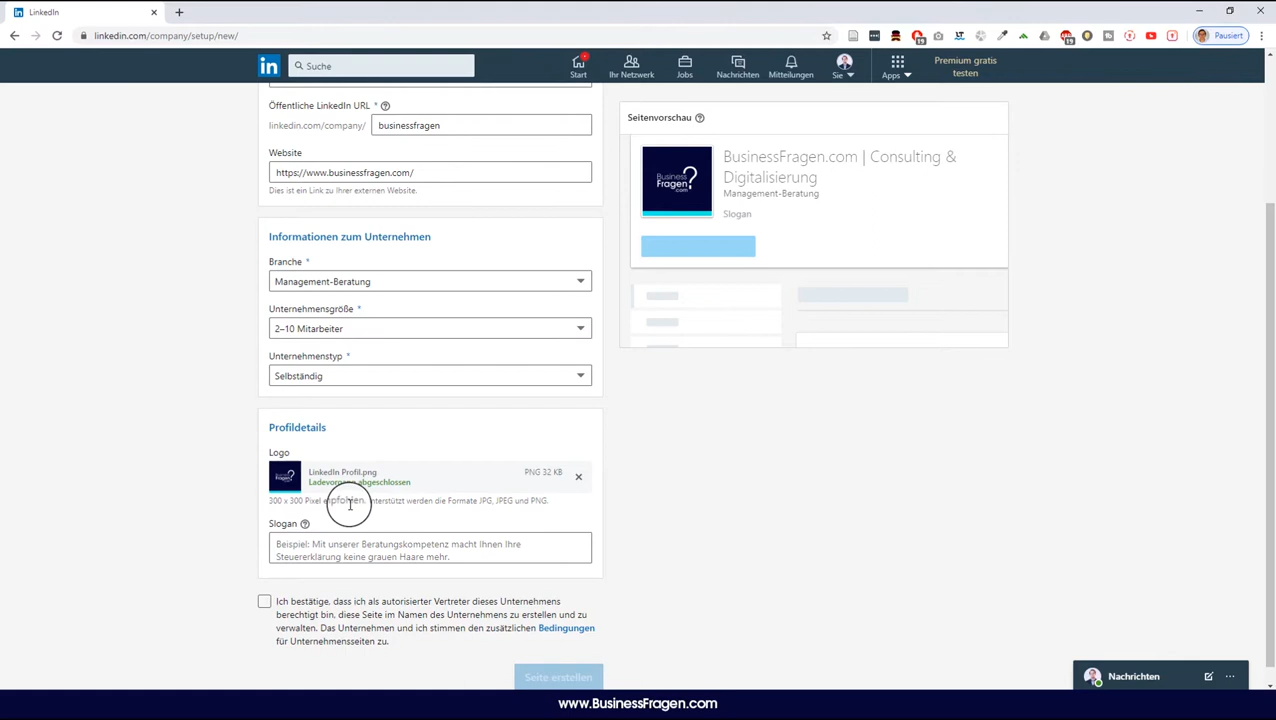 LinkedIn
linkedin.com/company/setup/new/
Pausiert
Suche
Start
Ihr Netzwerk
Jobs
Nachrichten
Mitteilungen
Sie
Apps
Premium gratis
testen
Öffentliche LinkedIn URL *
linkedin.com/company/
businessfragen
Website
https://www.businessfragen.com/
Dies ist ein Link zu Ihrer externen Website.
Informationen zum Unternehmen
Branche *
Management-Beratung
Unternehmensgröße *
2–10 Mitarbeiter
Unternehmenstyp *
Selbständig
Profildetails
Logo
LinkedIn Profil.png
PNG 32 KB
Ladevorgang abgeschlossen
300 x 300 Pixel empfohlen. Unterstützt werden die Formate JPG, JPEG und PNG.
Slogan
Beispiel: Mit unserer Beratungskompetenz macht Ihnen Ihre
Steuererklärung keine grauen Haare mehr.
Ich bestätige, dass ich als autorisierter Vertreter dieses Unternehmens
berechtigt bin, diese Seite im Namen des Unternehmens zu erstellen und zu
verwalten. Das Unternehmen und ich stimmen den zusätzlichen Bedingungen
für Unternehmensseiten zu.
Seite erstellen
Seitenvorschau
Business
Fragen
.com
?
BusinessFragen.com | Consulting &
Digitalisierung
Management-Beratung
Slogan
Nachrichten
www.BusinessFragen.com